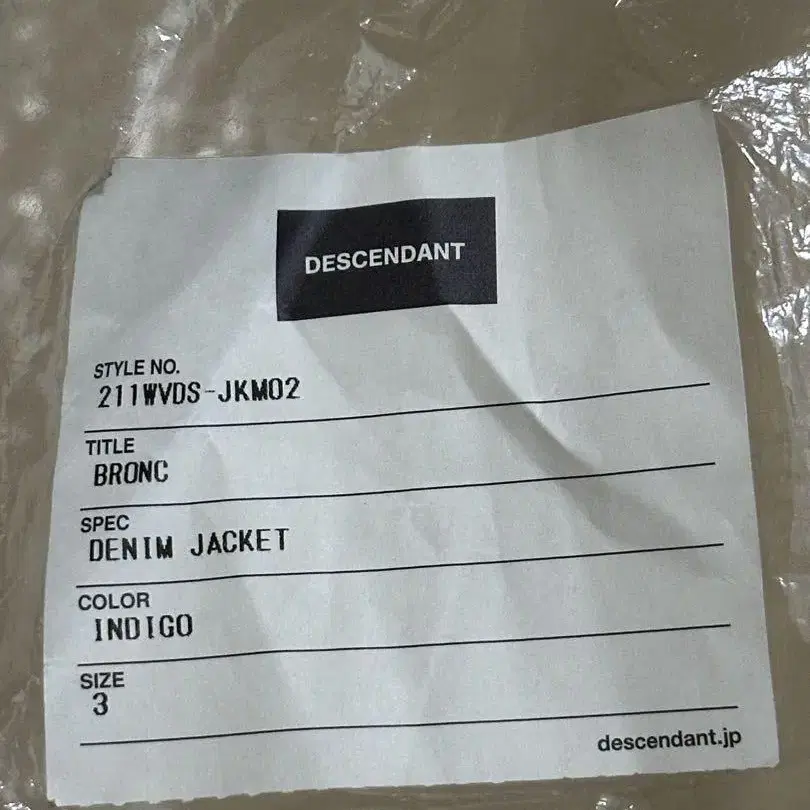 DESCENDANT
STYLE NO.
211WVDS-JKM02
TITLE
BRONC
SPEC
DENIM JACKET
COLOR
INDIGO
SIZE
3
descendant.jp